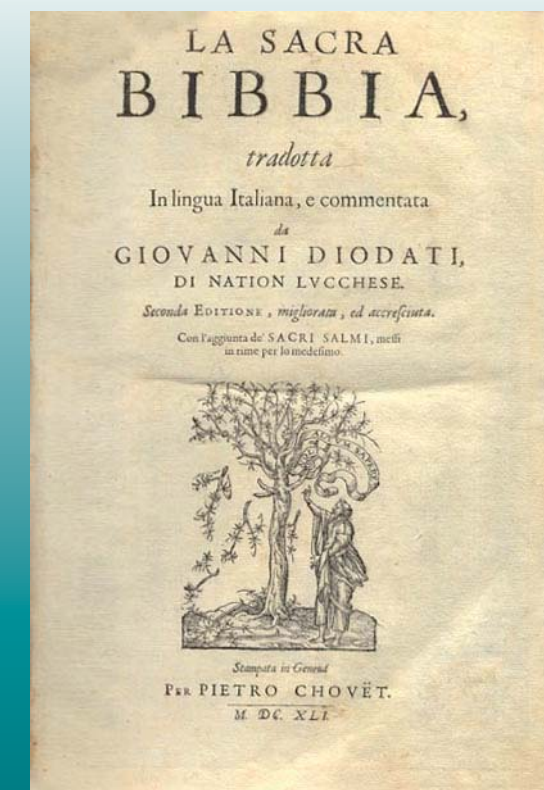 LA SACRA
BIBBIA,
tradotta
In lingua Italiana, e commentata
da
GIOVANNI DIODATI,
DI NATION LVCCHESE.
Seconda EDITIONE, migliorata, ed accresciuta.
Con l'aggiunta de' SACRI SALMI, messi
in rime per lo medesimo.
Stampata in Geneva
PER PIETRO CHOVËT.
M. DC. XLI.